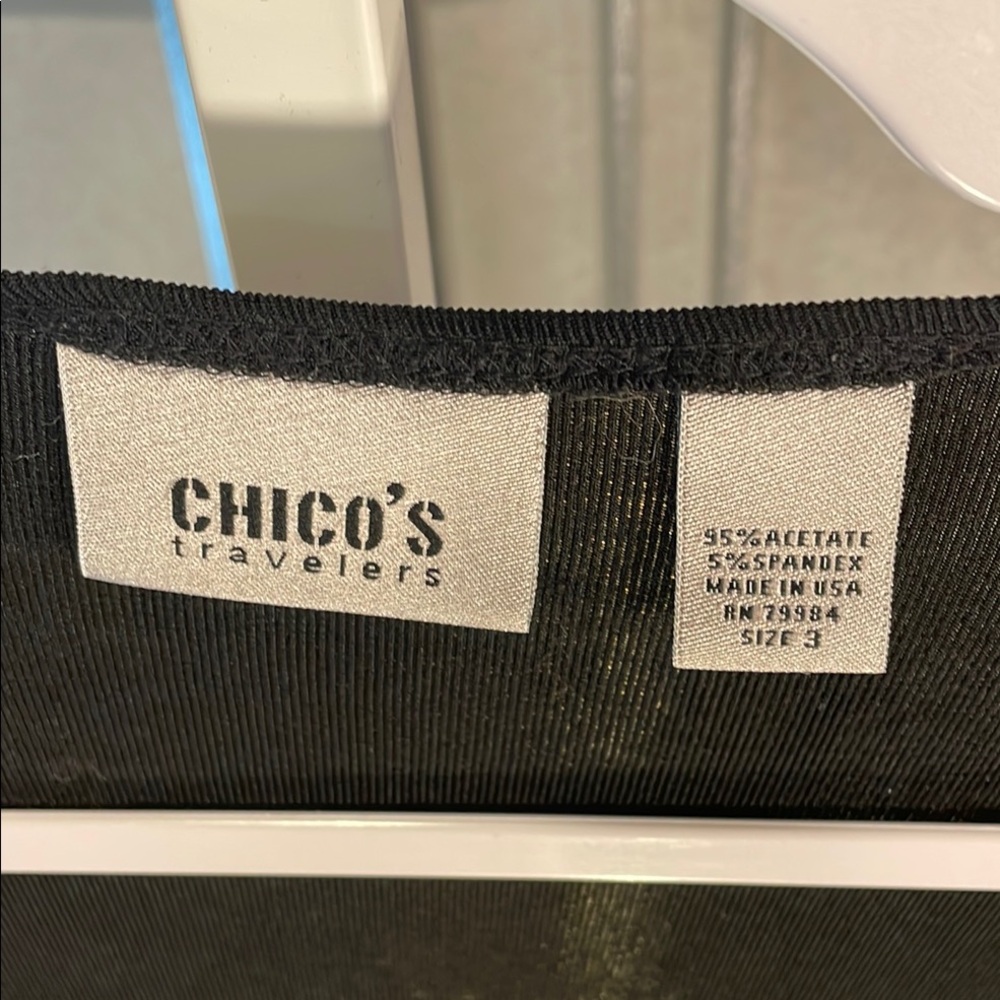 CHICO'S
travelers
95% ACETATE
5% SPANDEX
MADE IN USA
RN 79984
SIZE 3